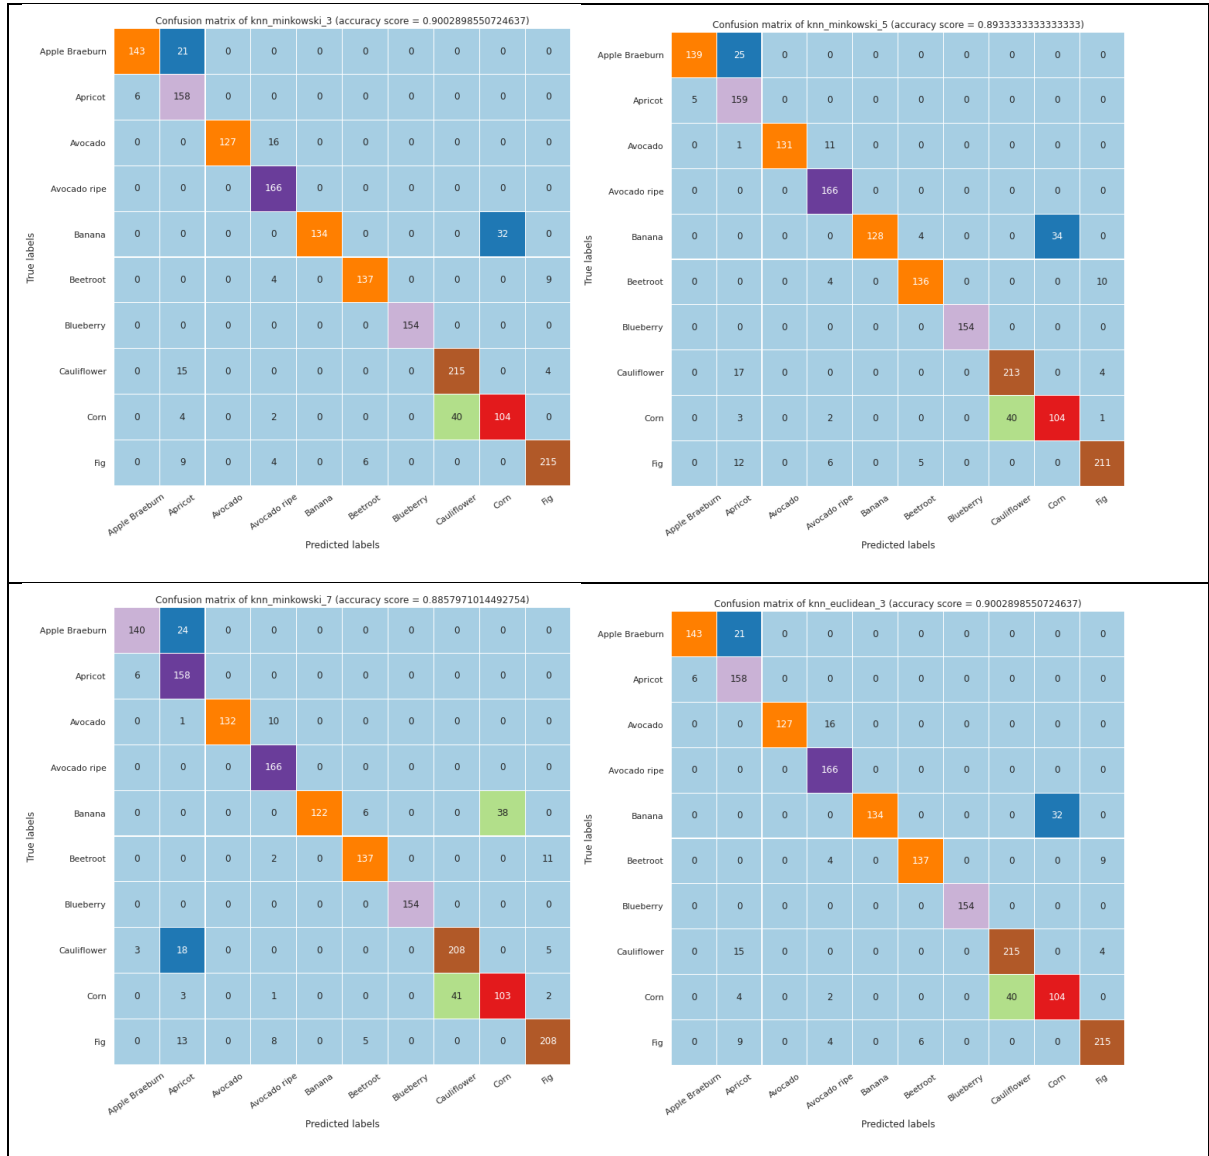 Confusion matrix of knn_minkowski_3 (accuracy score = 0.9002898550724637)
True labels
Apple Braeburn 143 21 0 0 0 0 0 0 0 0
Apricot 6 158 0 0 0 0 0 0 0 0
Avocado 0 0 127 16 0 0 0 0 0 0
Avocado ripe 0 0 0 166 0 0 0 0 0 0
Banana 0 0 0 0 134 0 0 0 32 0
Beetroot 0 0 0 4 0 137 0 0 0 9
Blueberry 0 0 0 0 0 0 154 0 0 0
Cauliflower 0 15 0 0 0 0 0 215 0 4
Corn 0 4 0 2 0 0 0 40 104 0
Fig 0 9 0 4 0 6 0 0 0 215
Apple Braeburn Apricot Avocado Avocado ripe Banana Beetroot Blueberry Cauliflower Corn Fig
Predicted labels
Confusion matrix of knn_minkowski_5 (accuracy score = 0.8933333333333333)
True labels
Apple Braeburn 139 25 0 0 0 0 0 0 0 0
Apricot 5 159 0 0 0 0 0 0 0 0
Avocado 0 1 131 11 0 0 0 0 0 0
Avocado ripe 0 0 0 166 0 0 0 0 0 0
Banana 0 0 0 0 128 4 0 0 34 0
Beetroot 0 0 0 4 0 136 0 0 0 10
Blueberry 0 0 0 0 0 0 154 0 0 0
Cauliflower 0 17 0 0 0 0 0 213 0 4
Corn 0 3 0 2 0 0 0 40 104 1
Fig 0 12 0 6 0 5 0 0 0 211
Apple Braeburn Apricot Avocado Avocado ripe Banana Beetroot Blueberry Cauliflower Corn Fig
Predicted labels
Confusion matrix of knn_minkowski_7 (accuracy score = 0.8857971014492754)
True labels
Apple Braeburn 140 24 0 0 0 0 0 0 0 0
Apricot 6 158 0 0 0 0 0 0 0 0
Avocado 0 1 132 10 0 0 0 0 0 0
Avocado ripe 0 0 0 166 0 0 0 0 0 0
Banana 0 0 0 0 122 6 0 0 38 0
Beetroot 0 0 0 2 0 137 0 0 0 11
Blueberry 0 0 0 0 0 0 154 0 0 0
Cauliflower 3 18 0 0 0 0 0 208 0 5
Corn 0 3 0 1 0 0 0 41 103 2
Fig 0 13 0 8 0 5 0 0 0 208
Apple Braeburn Apricot Avocado Avocado ripe Banana Beetroot Blueberry Cauliflower Corn Fig
Predicted labels
Confusion matrix of knn_euclidean_3 (accuracy score = 0.9002898550724637)
True labels
Apple Braeburn 143 21 0 0 0 0 0 0 0 0
Apricot 6 158 0 0 0 0 0 0 0 0
Avocado 0 0 127 16 0 0 0 0 0 0
Avocado ripe 0 0 0 166 0 0 0 0 0 0
Banana 0 0 0 0 134 0 0 0 32 0
Beetroot 0 0 0 4 0 137 0 0 0 9
Blueberry 0 0 0 0 0 0 154 0 0 0
Cauliflower 0 15 0 0 0 0 0 215 0 4
Corn 0 4 0 2 0 0 0 40 104 0
Fig 0 9 0 4 0 6 0 0 0 215
Apple Braeburn Apricot Avocado Avocado ripe Banana Beetroot Blueberry Cauliflower Corn Fig
Predicted labels